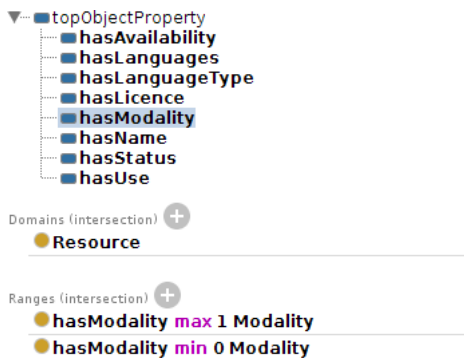 topObjectProperty
hasAvailability
hasLanguages
hasLanguageType
hasLicence
hasModality
hasName
hasStatus
hasUse
Domains (intersection)
Resource
Ranges (intersection)
hasModality max 1 Modality
hasModality min 0 Modality